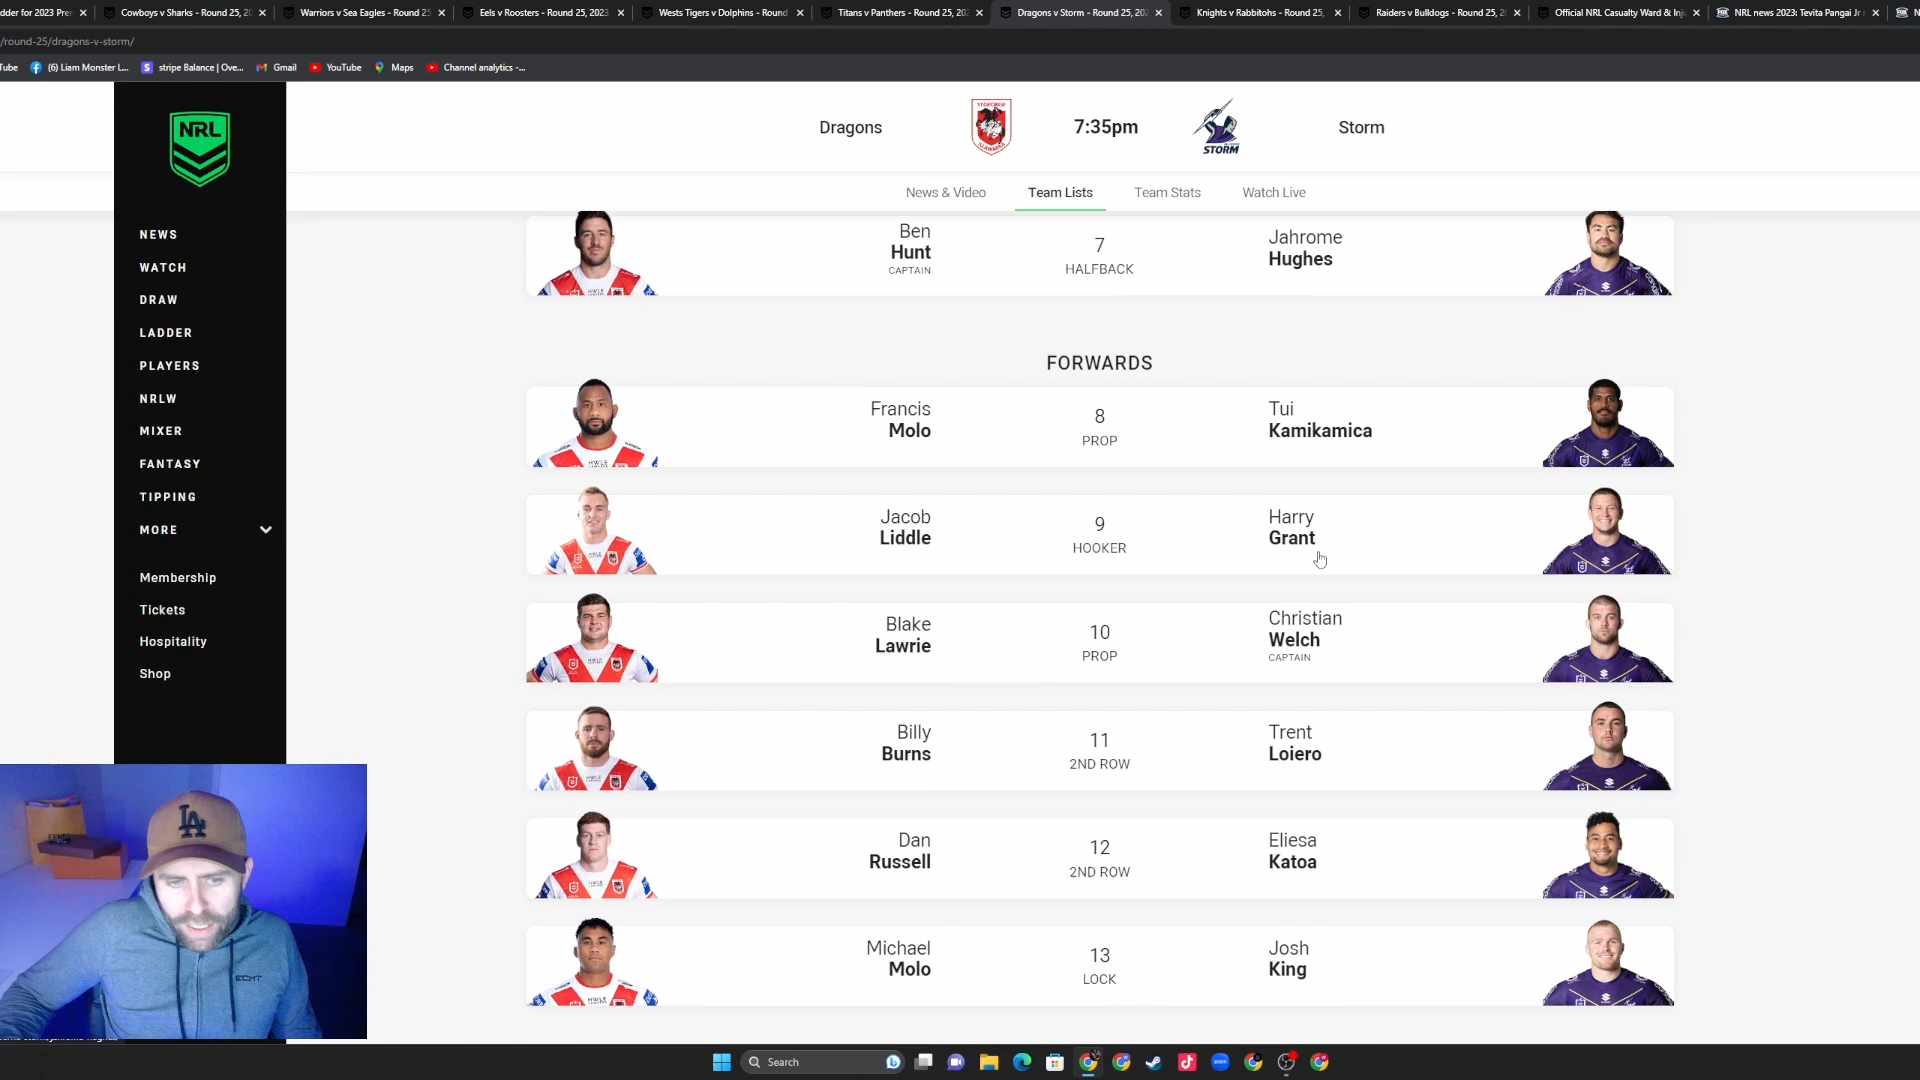 dder for 2023 Pre
Cowboys v Sharks - Round 25, 20
Warriors v Sea Eagles - Round 25
Eels v Roosters - Round 25, 2023
Wests Tigers v Dolphins - Round
Titans v Panthers - Round 25, 202
Dragons v Storm - Round 25, 202
Knights v Rabbitohs - Round 25,
Raiders v Bulldogs - Round 25, 2
Official NRL Casualty Ward & Inj
NRL news 2023: Tevita Pangai Jr
/round-25/dragons-v-storm/
Tube
(6) Liam Monster L...
stripe Balance | Ove...
Gmail
YouTube
Maps
Channel analytics -...
NRL
Dragons
7:35pm
STORM
Storm
News & Video
Team Lists
Team Stats
Watch Live
NEWS
WATCH
DRAW
LADDER
PLAYERS
NRLW
MIXER
FANTASY
TIPPING
MORE
Membership
Tickets
Hospitality
Shop
Ben
Hunt
CAPTAIN
7
HALFBACK
Jahrome
Hughes
FORWARDS
Francis
Molo
8
PROP
Tui
Kamikamica
Jacob
Liddle
9
HOOKER
Harry
Grant
Blake
Lawrie
10
PROP
Christian
Welch
CAPTAIN
Billy
Burns
11
2ND ROW
Trent
Loiero
Dan
Russell
12
2ND ROW
Eliesa
Katoa
Michael
Molo
13
LOCK
Josh
King
LA
ECHT
Search